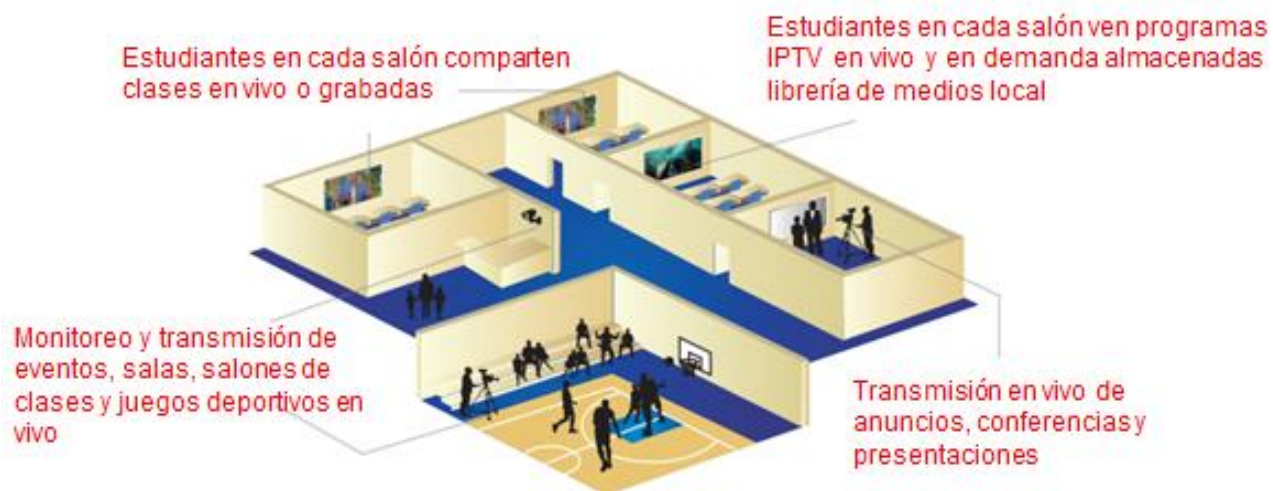 Estudiantes en cada salón comparten
clases en vivo o grabadas
Estudiantes en cada salón ven programas
IPTV en vivo y en demanda almacenadas
librería de medios local
Monitoreo y transmisión de
eventos, salas, salones de
clases y juegos deportivos en
vivo
Transmisión en vivo de
anuncios, conferencias y
presentaciones